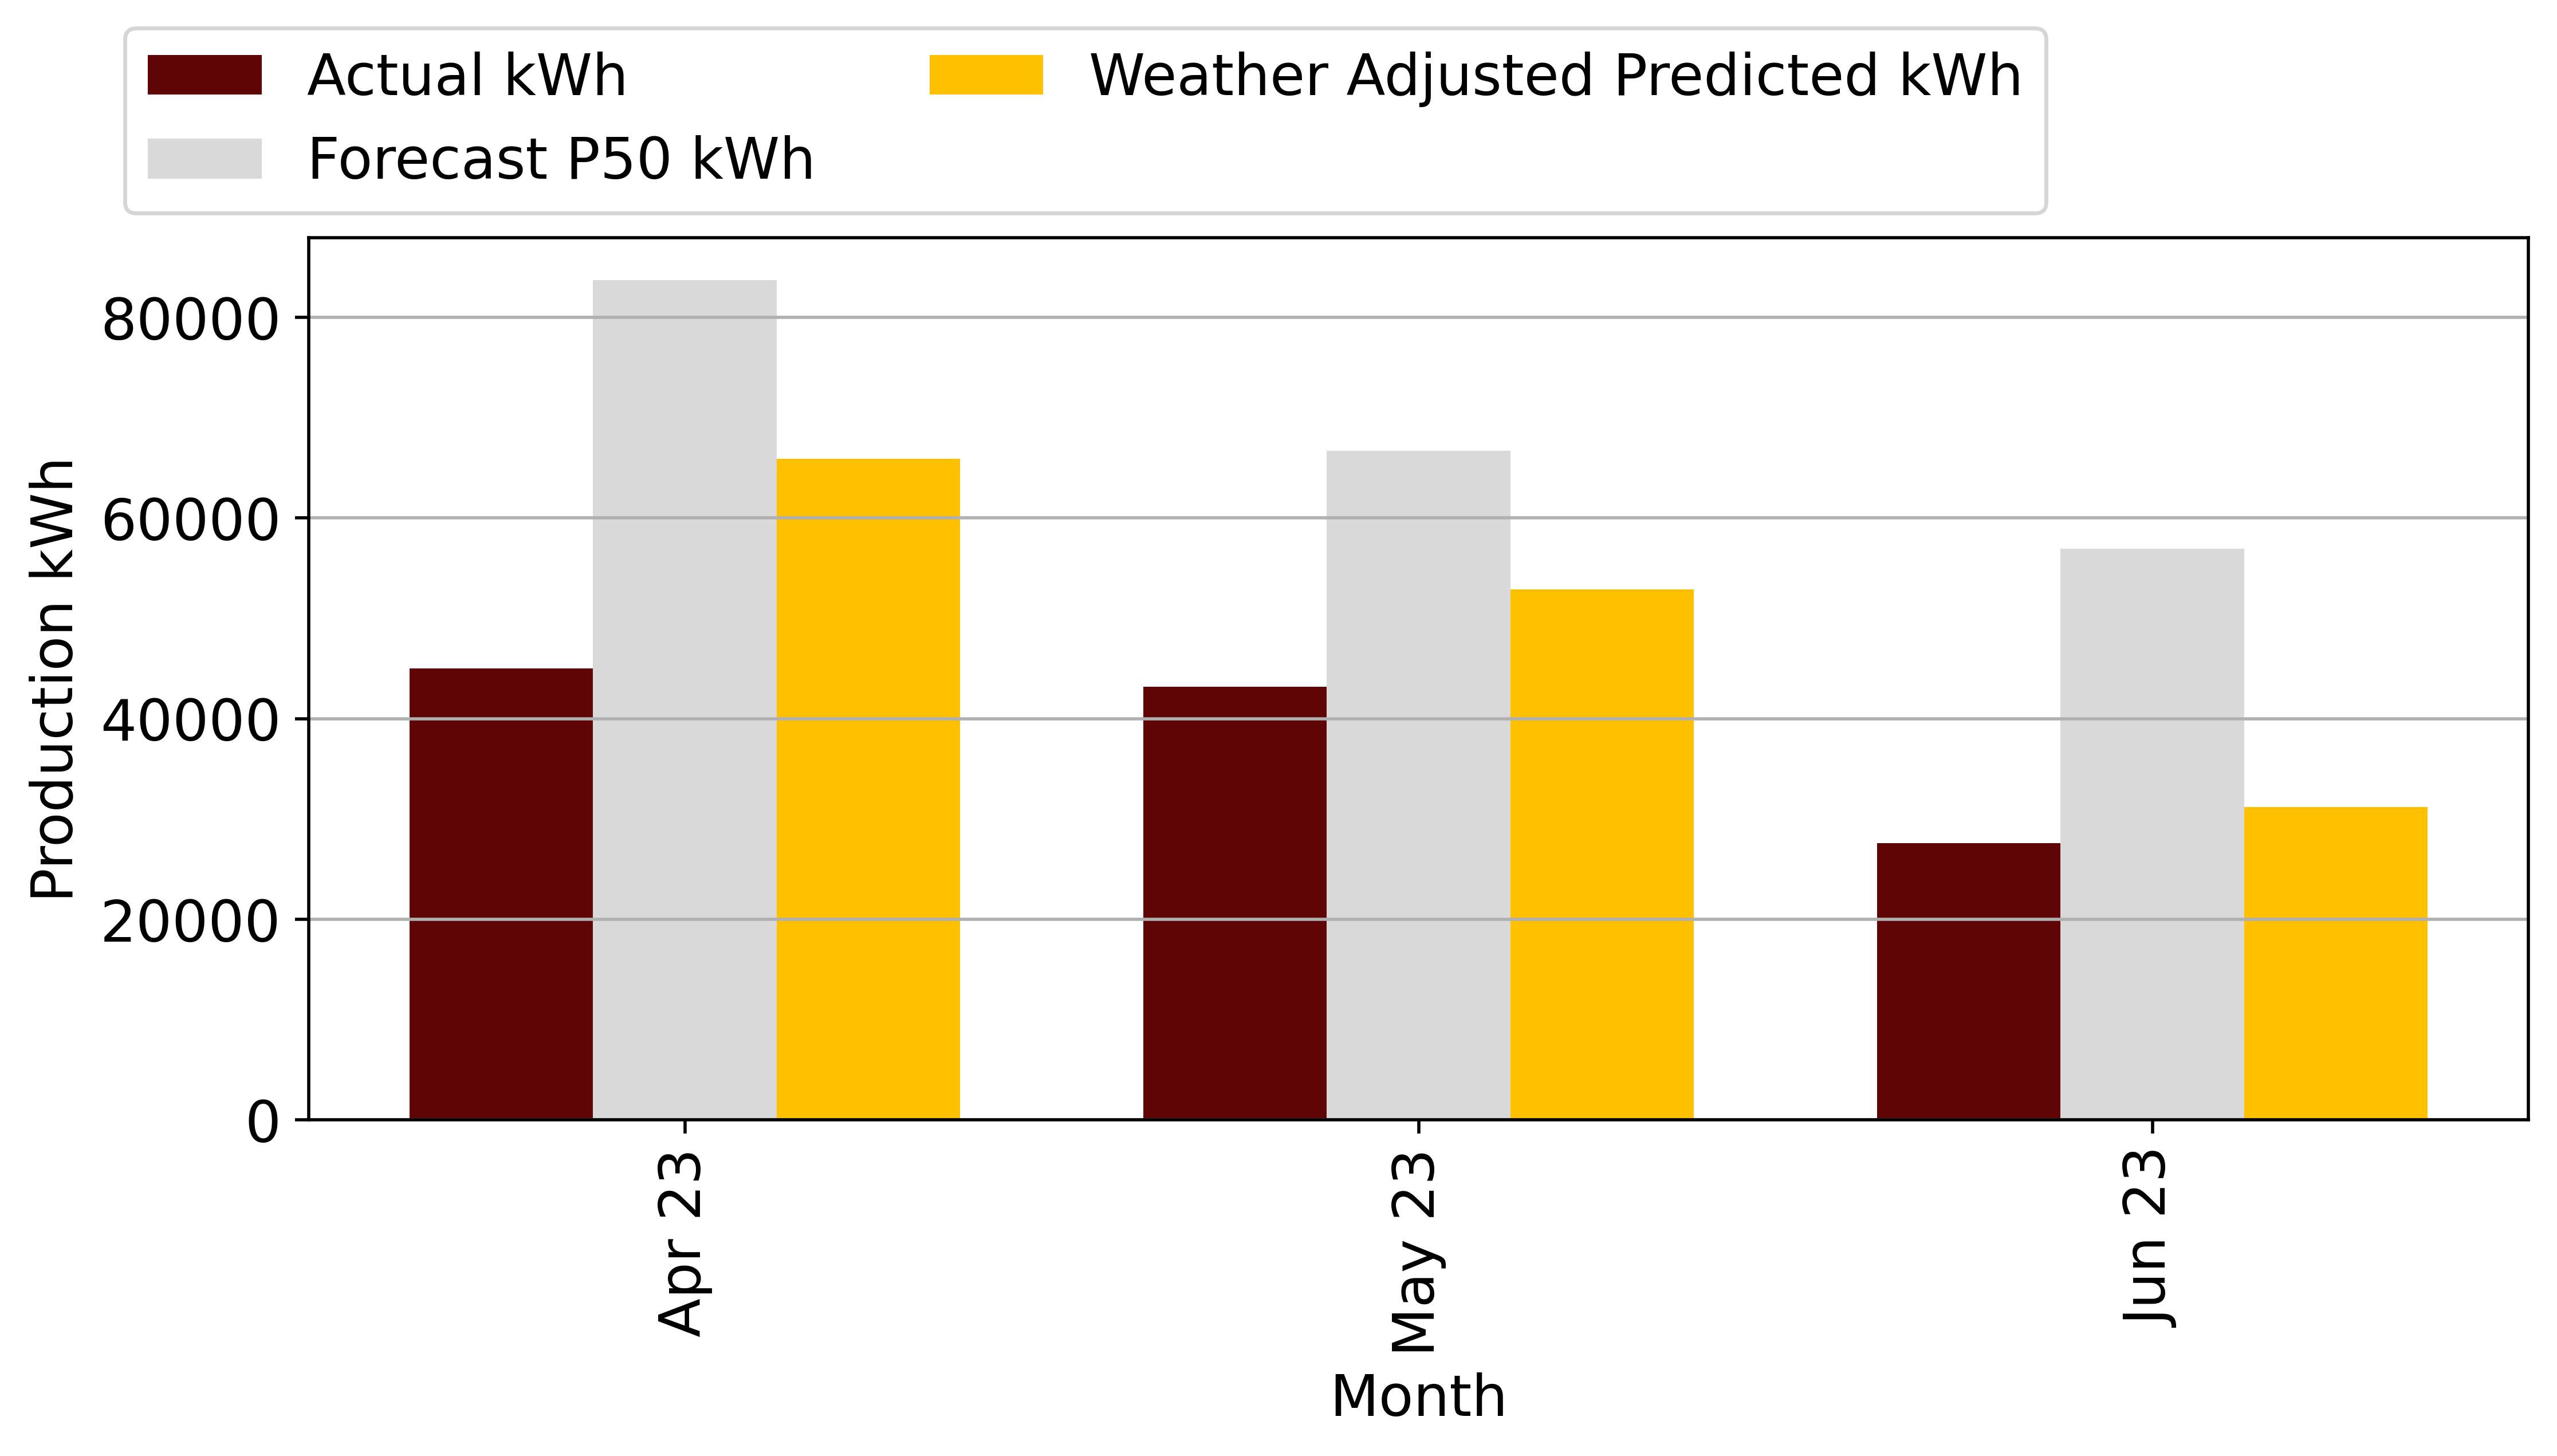 Actual kWh
Forecast P50 kWh
Weather Adjusted Predicted kWh
80000
60000
40000
20000
0
Production kWh
Apr 23
May 23
Jun 23
Month